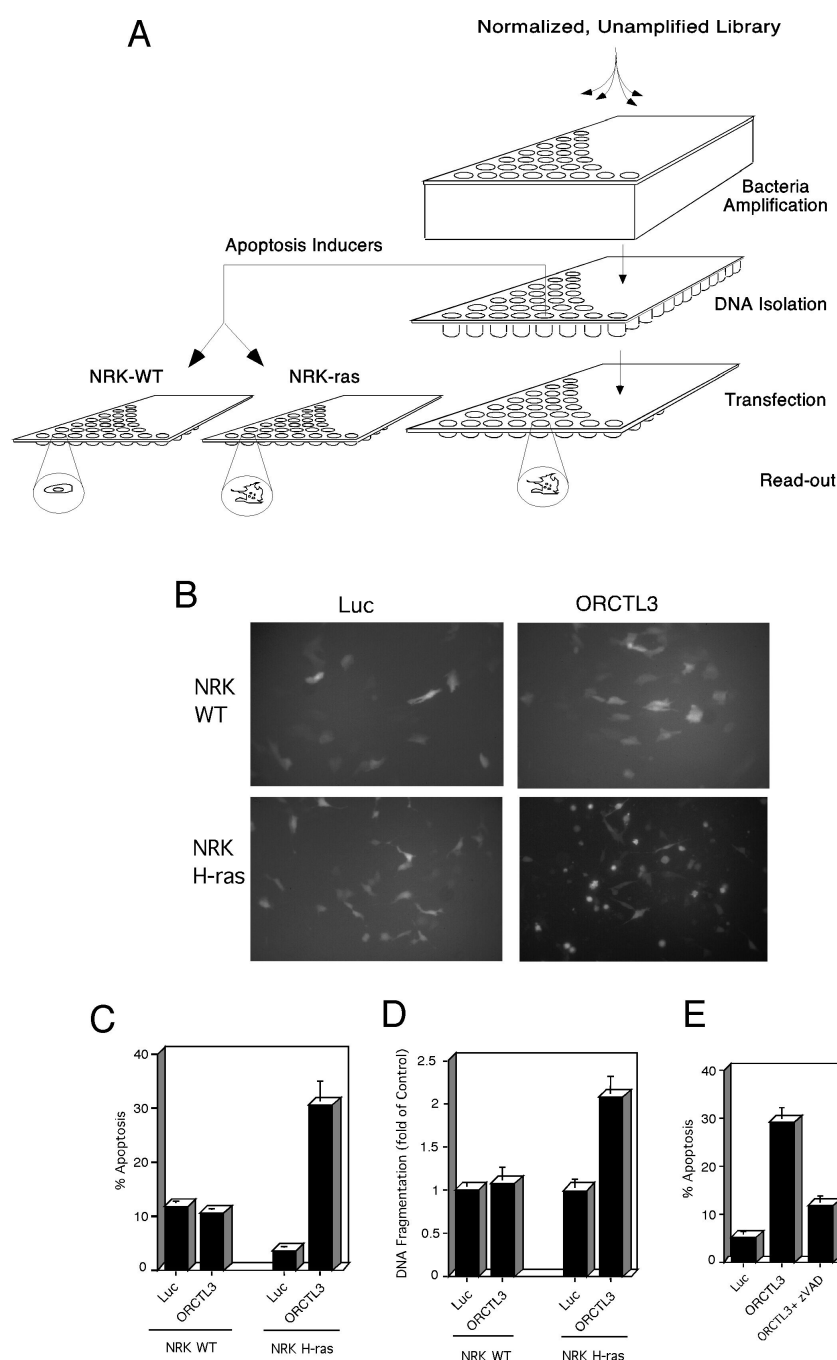 A
Normalized, Unamplified Library
Bacteria
Amplification
Apoptosis Inducers
DNA Isolation
NRK-WT
NRK-ras
Transfection
Read-out
B
Luc
ORCTL3
NRK
WT
NRK
H-ras
C
% Apoptosis
40
30
20
10
0
Luc
ORCTL3
Luc
ORCTL3
NRK WT
NRK H-ras
D
DNA Fragmentation (fold of Control)
2.5
2
1.5
1
0.5
0
Luc
ORCTL3
Luc
ORCTL3
NRK WT
NRK H-ras
E
% Apoptosis
40
30
20
10
0
Luc
ORCTL3
ORCTL3+ zVAD